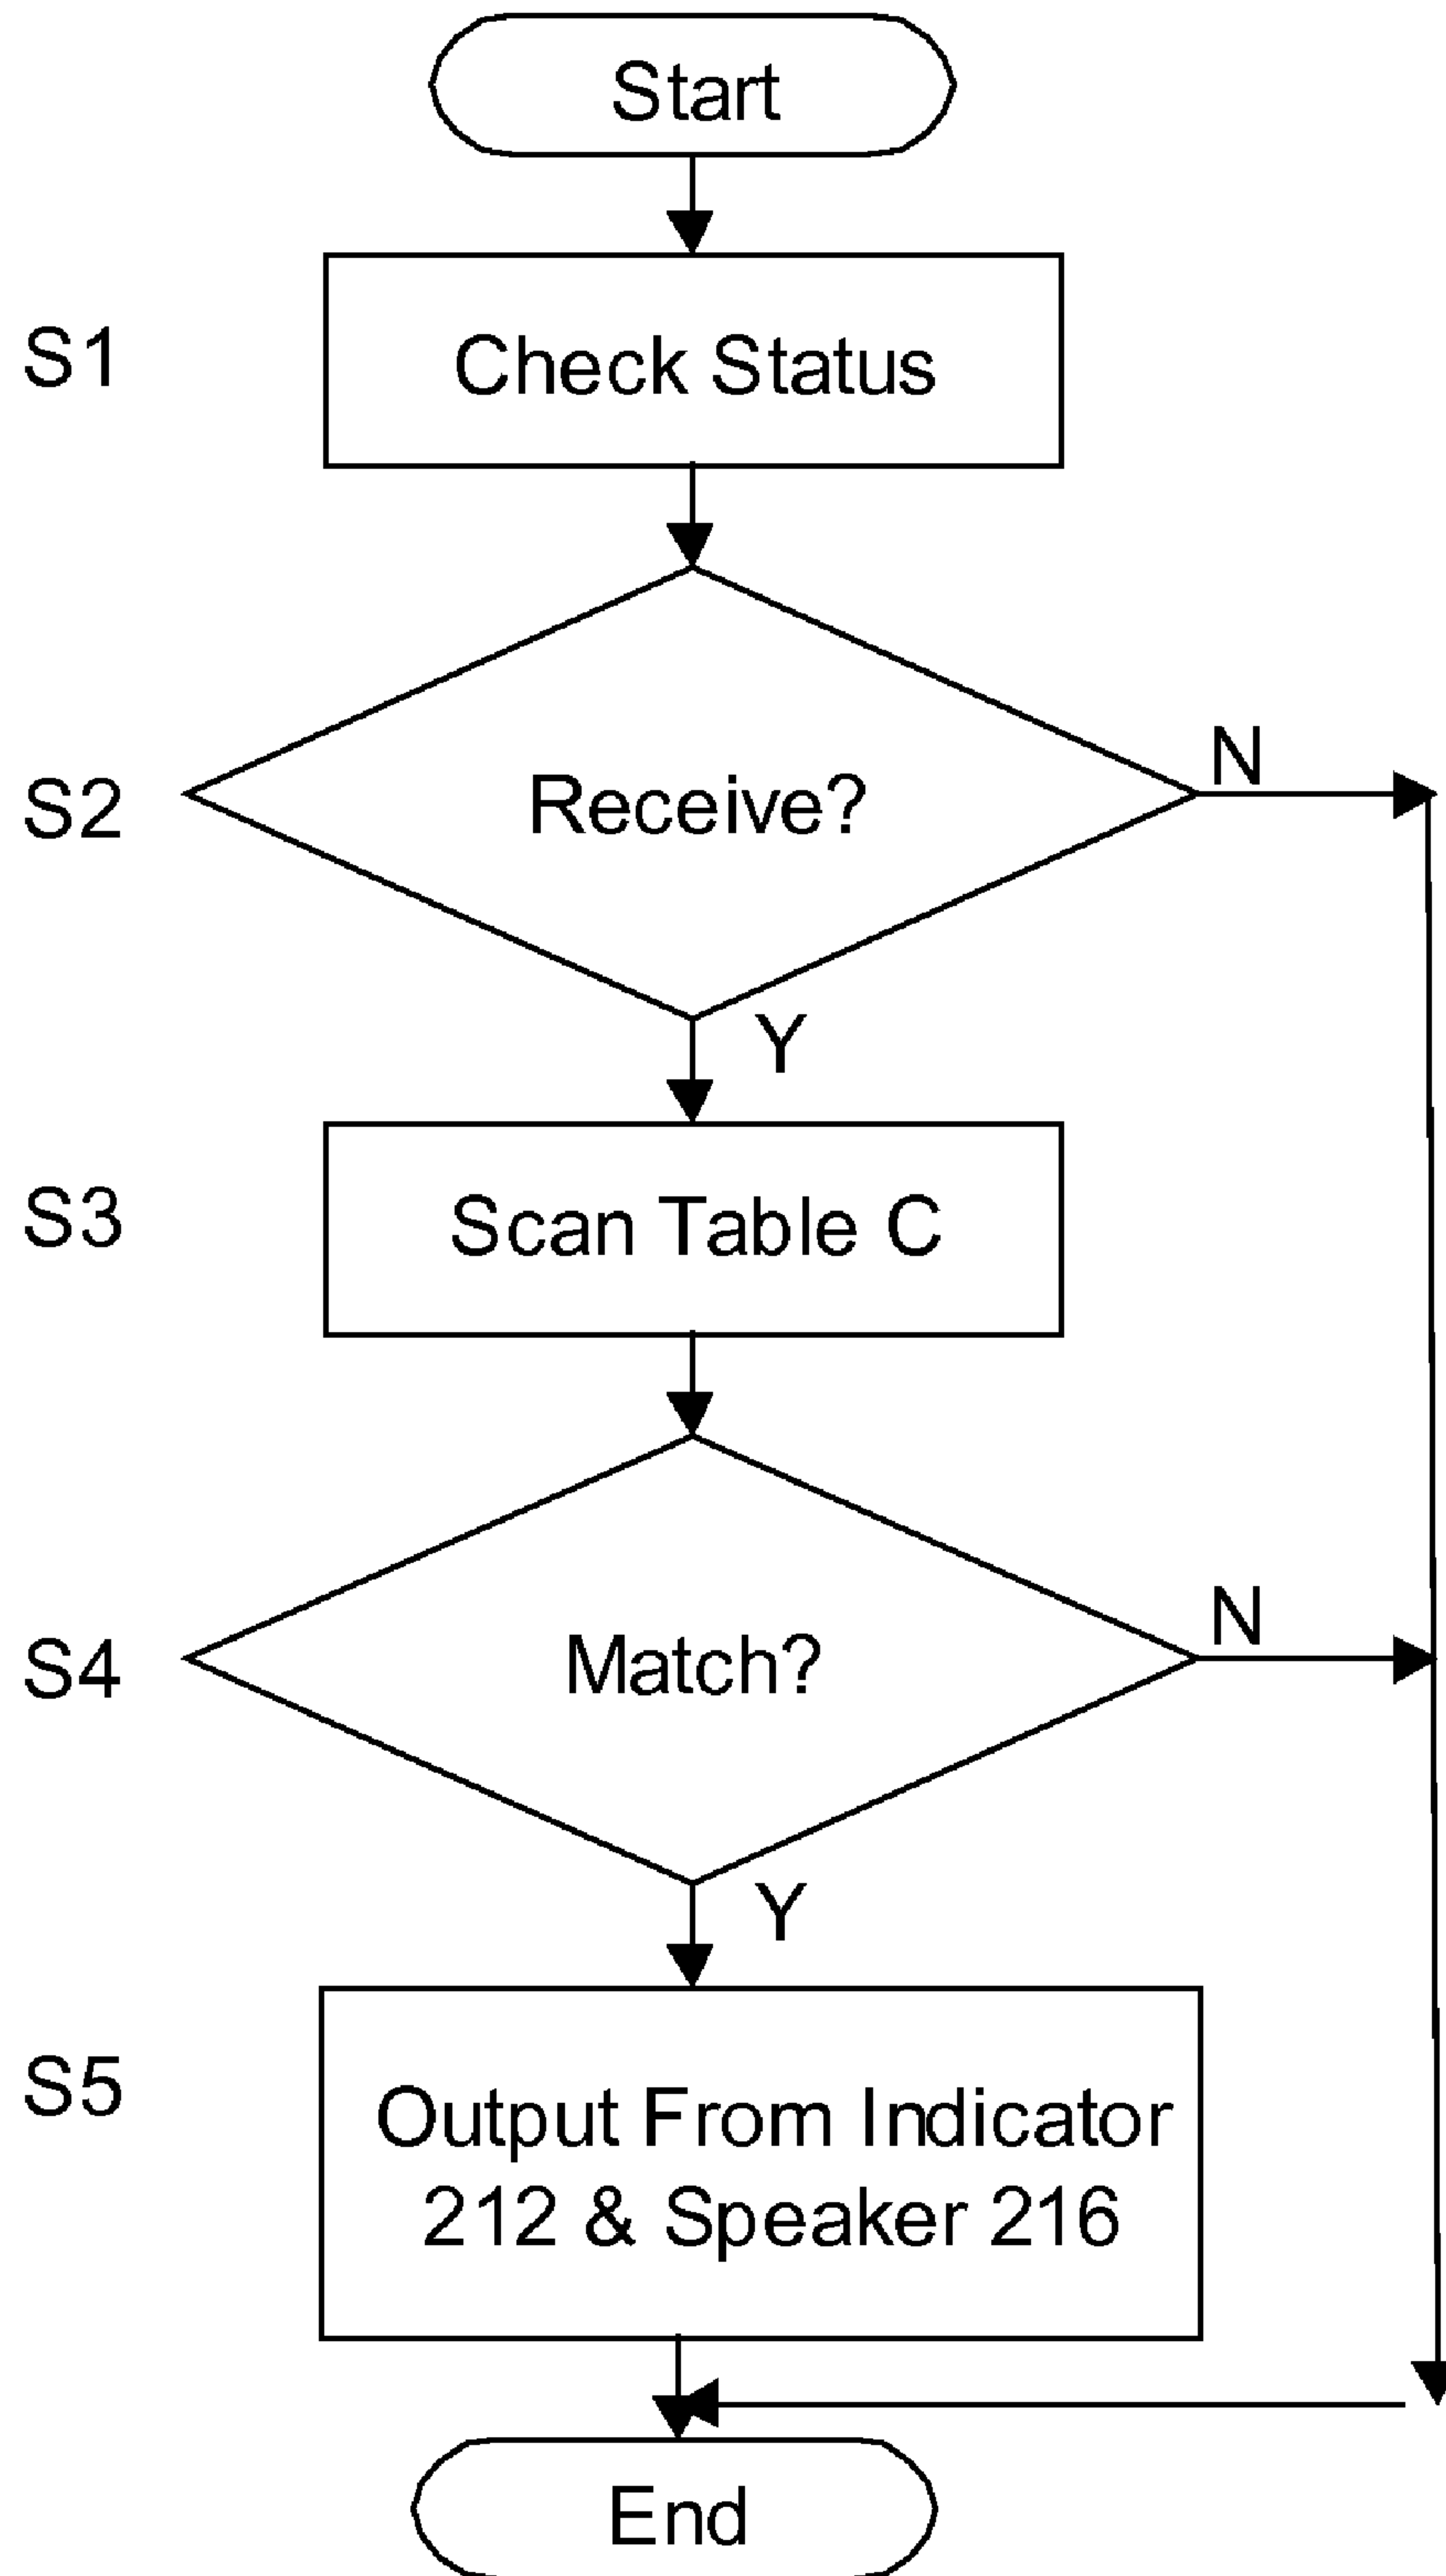 Start
S1
Check Status
S2
Receive?
N
Y
S3
Scan Table C
S4
Match?
N
Y
S5
Output From Indicator
212 & Speaker 216
End